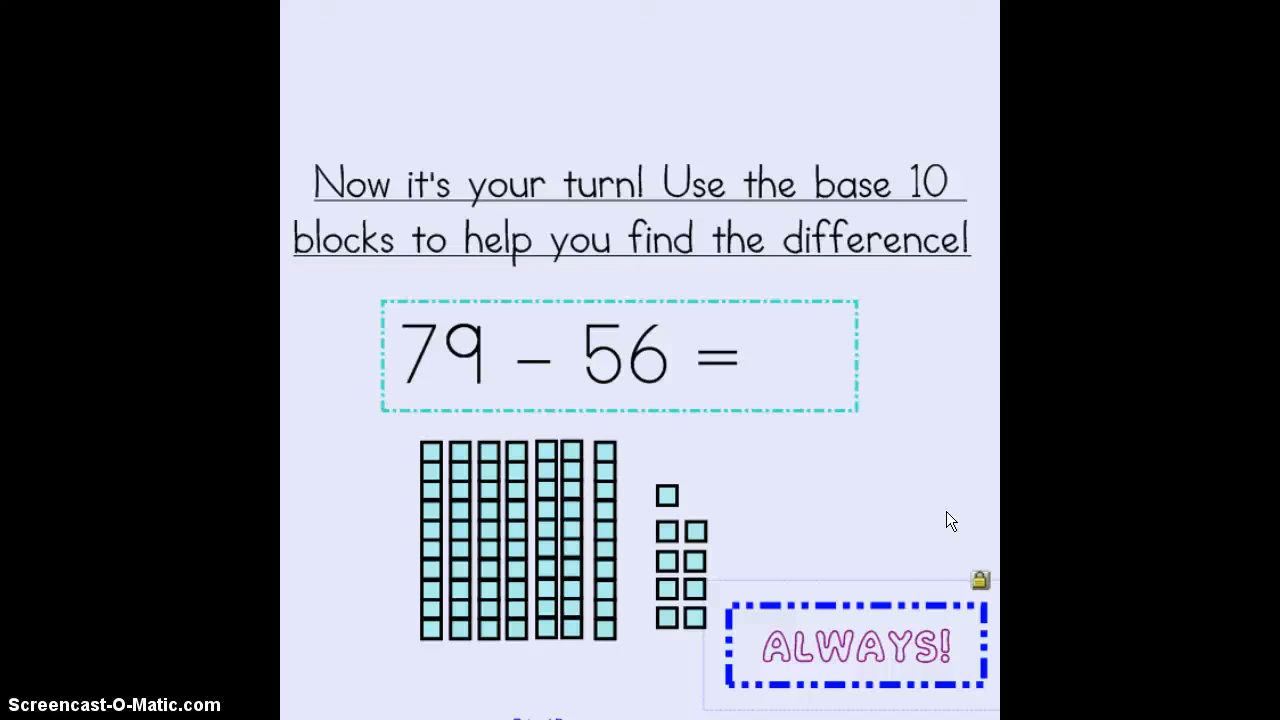 Now it's your turn! Use the base 10
blocks to help you find the difference!
79 – 56 =
ALWAYS!
Screencast-O-Matic.com